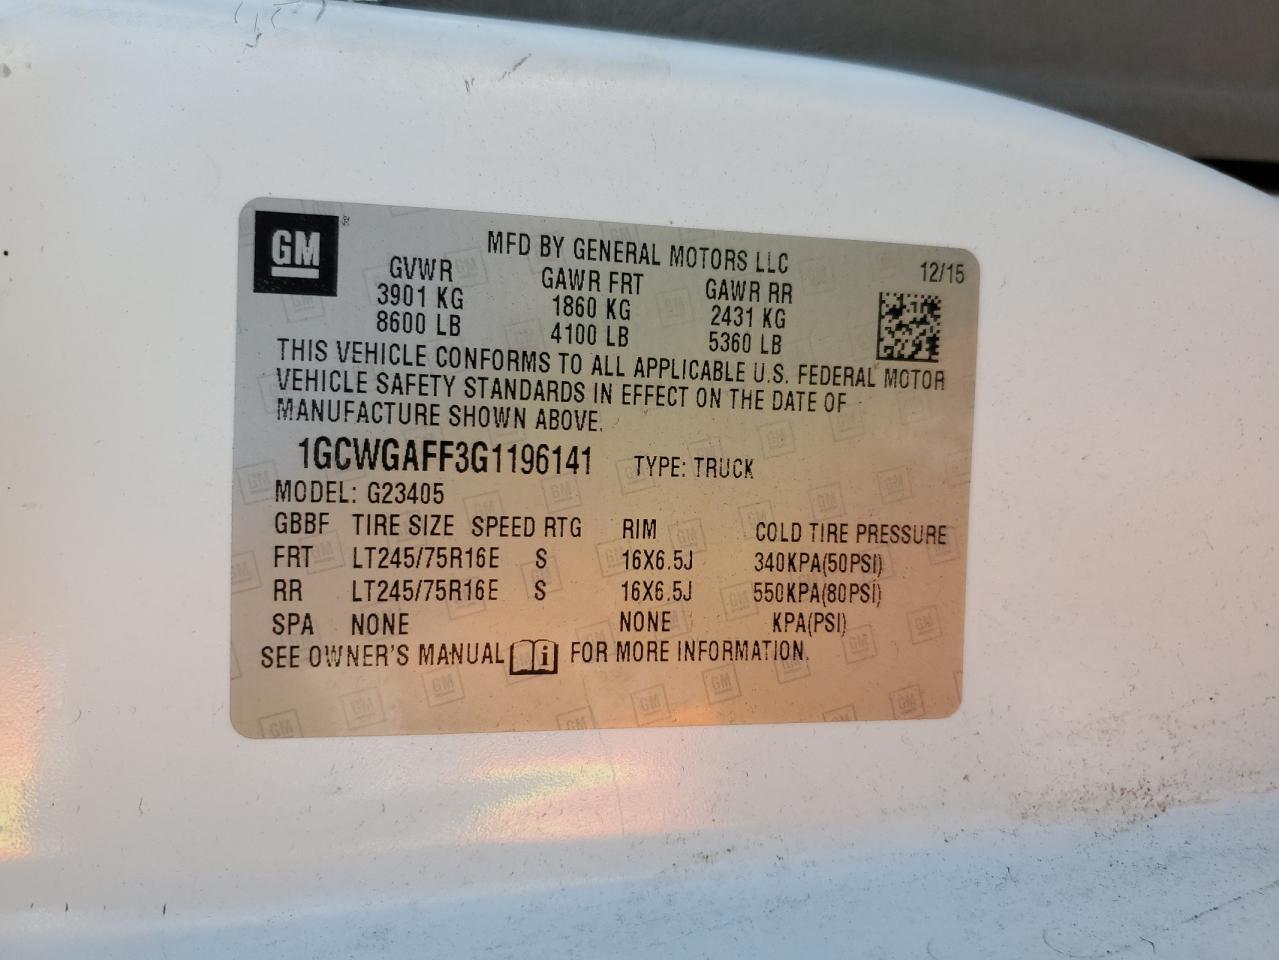 GM ®
MFD BY GENERAL MOTORS LLC 12/15
GVWR GAWR FRT GAWR RR
3901 KG 1860 KG 2431 KG
8600 LB 4100 LB 5360 LB
THIS VEHICLE CONFORMS TO ALL APPLICABLE U.S. FEDERAL MOTOR
VEHICLE SAFETY STANDARDS IN EFFECT ON THE DATE OF
MANUFACTURE SHOWN ABOVE.
1GCWGAFF3G1196141 TYPE: TRUCK
MODEL: G23405
GBBF TIRE SIZE SPEED RTG RIM COLD TIRE PRESSURE
FRT LT245/75R16E S 16X6.5J 340KPA(50PSI)
RR LT245/75R16E S 16X6.5J 550KPA(80PSI)
SPA NONE NONE KPA(PSI)
SEE OWNER'S MANUAL i FOR MORE INFORMATION.